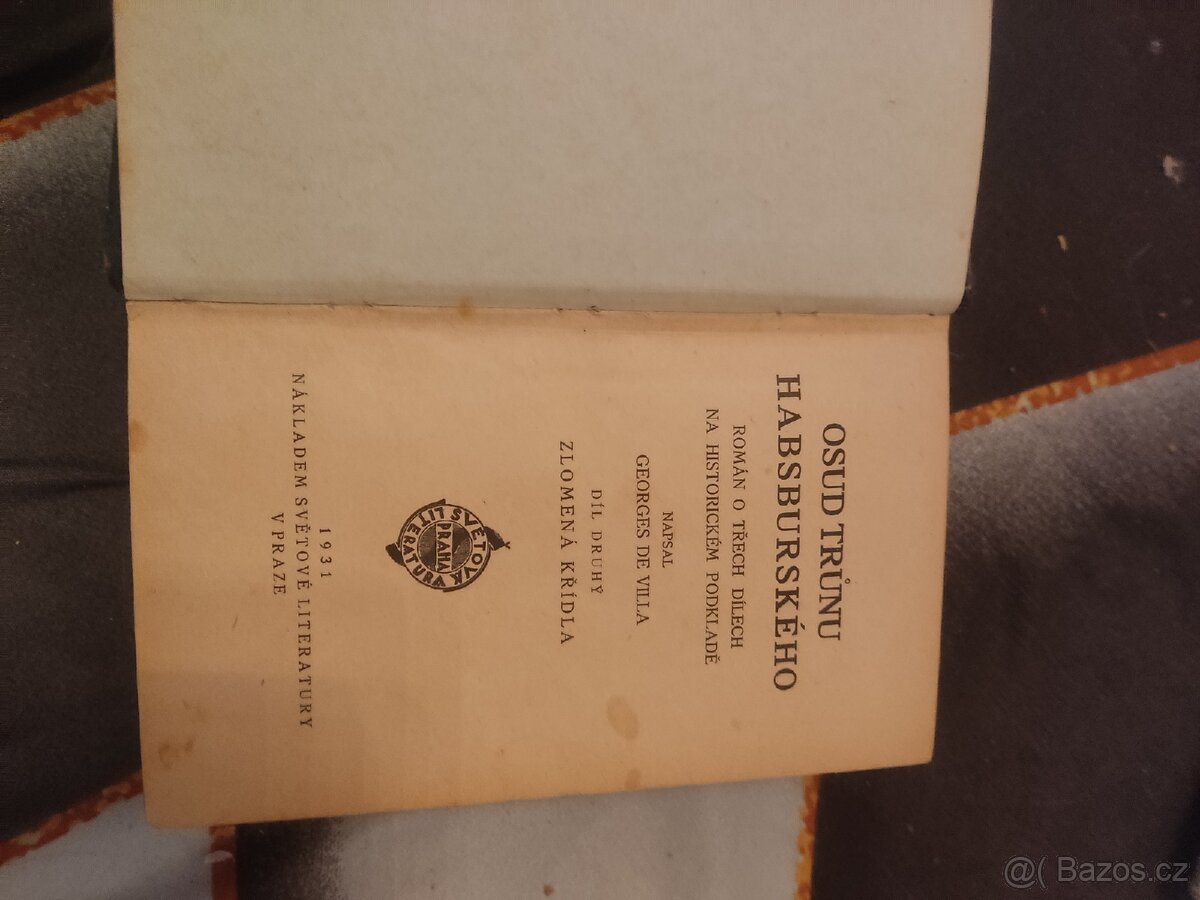 OSUD TRŮNU
HABSBURSKÉHO
ROMÁN O TŘECH DÍLECH
NA HISTORICKÉM PODKLADĚ
NAPSAL
GEORGES DE VILLA
DÍL DRUHÝ
ZLOMENÁ KŘÍDLA
SVĚTOVÁ
LITERATURA
PRAHA
1931
NÁKLADEM SVĚTOVÉ LITERATURY
V PRAZE
@( Bazos.cz